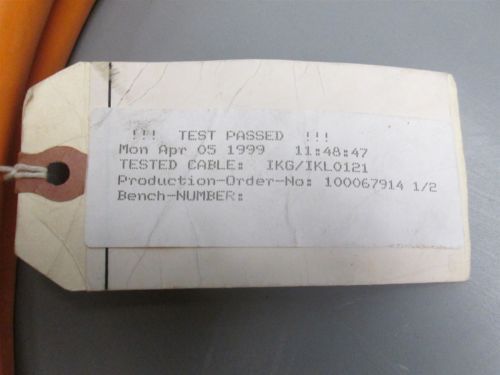 !!! TEST PASSED !!!
Mon Apr 05 1999 11:48:47
TESTED CABLE: IKG/IKL0121
Production-Order-No: 100067914 1/2
Bench-NUMBER: